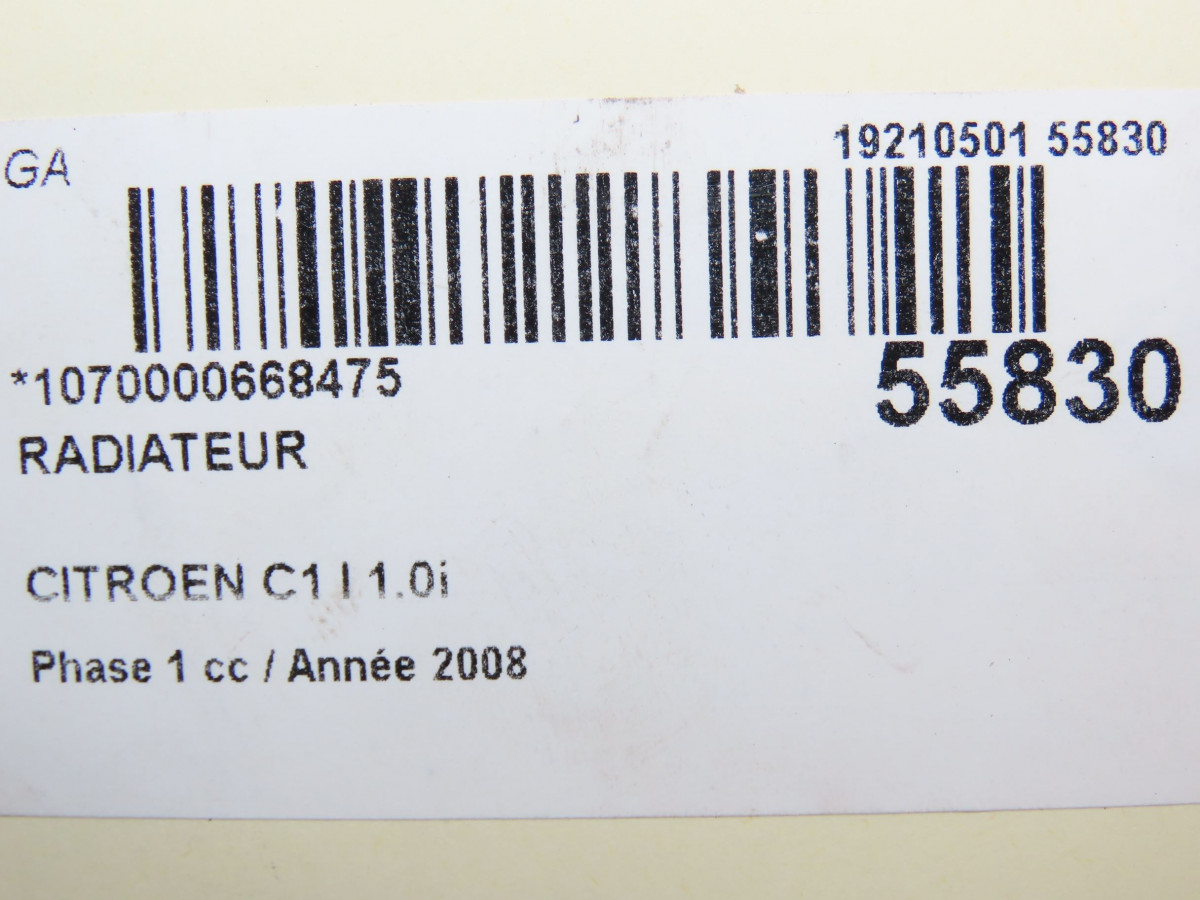 GA
19210501 55830
*1070000668475
55830
RADIATEUR
CITROEN C1 I 1.0i
Phase 1 cc / Année 2008